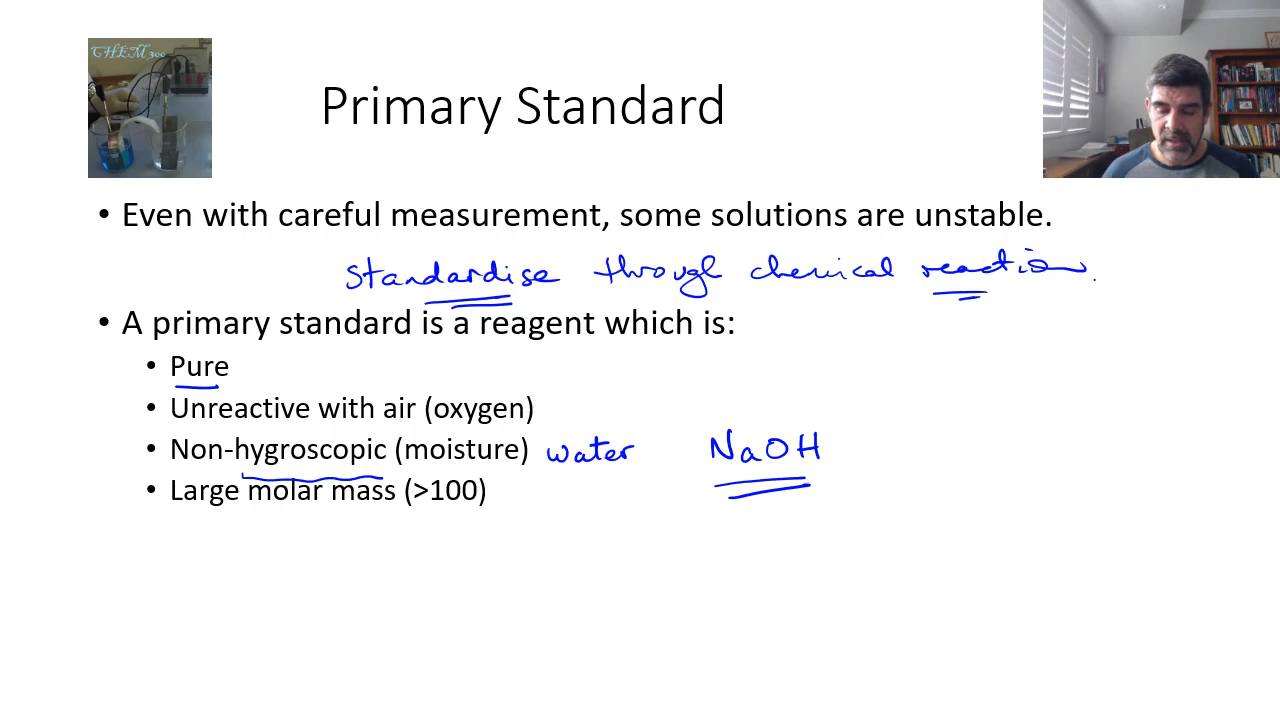 CHEM300
Primary Standard
• Even with careful measurement, some solutions are unstable.
standardise through chemical reaction.
• A primary standard is a reagent which is:
• Pure
• Unreactive with air (oxygen)
• Non-hygroscopic (moisture) water NaOH
• Large molar mass (>100)